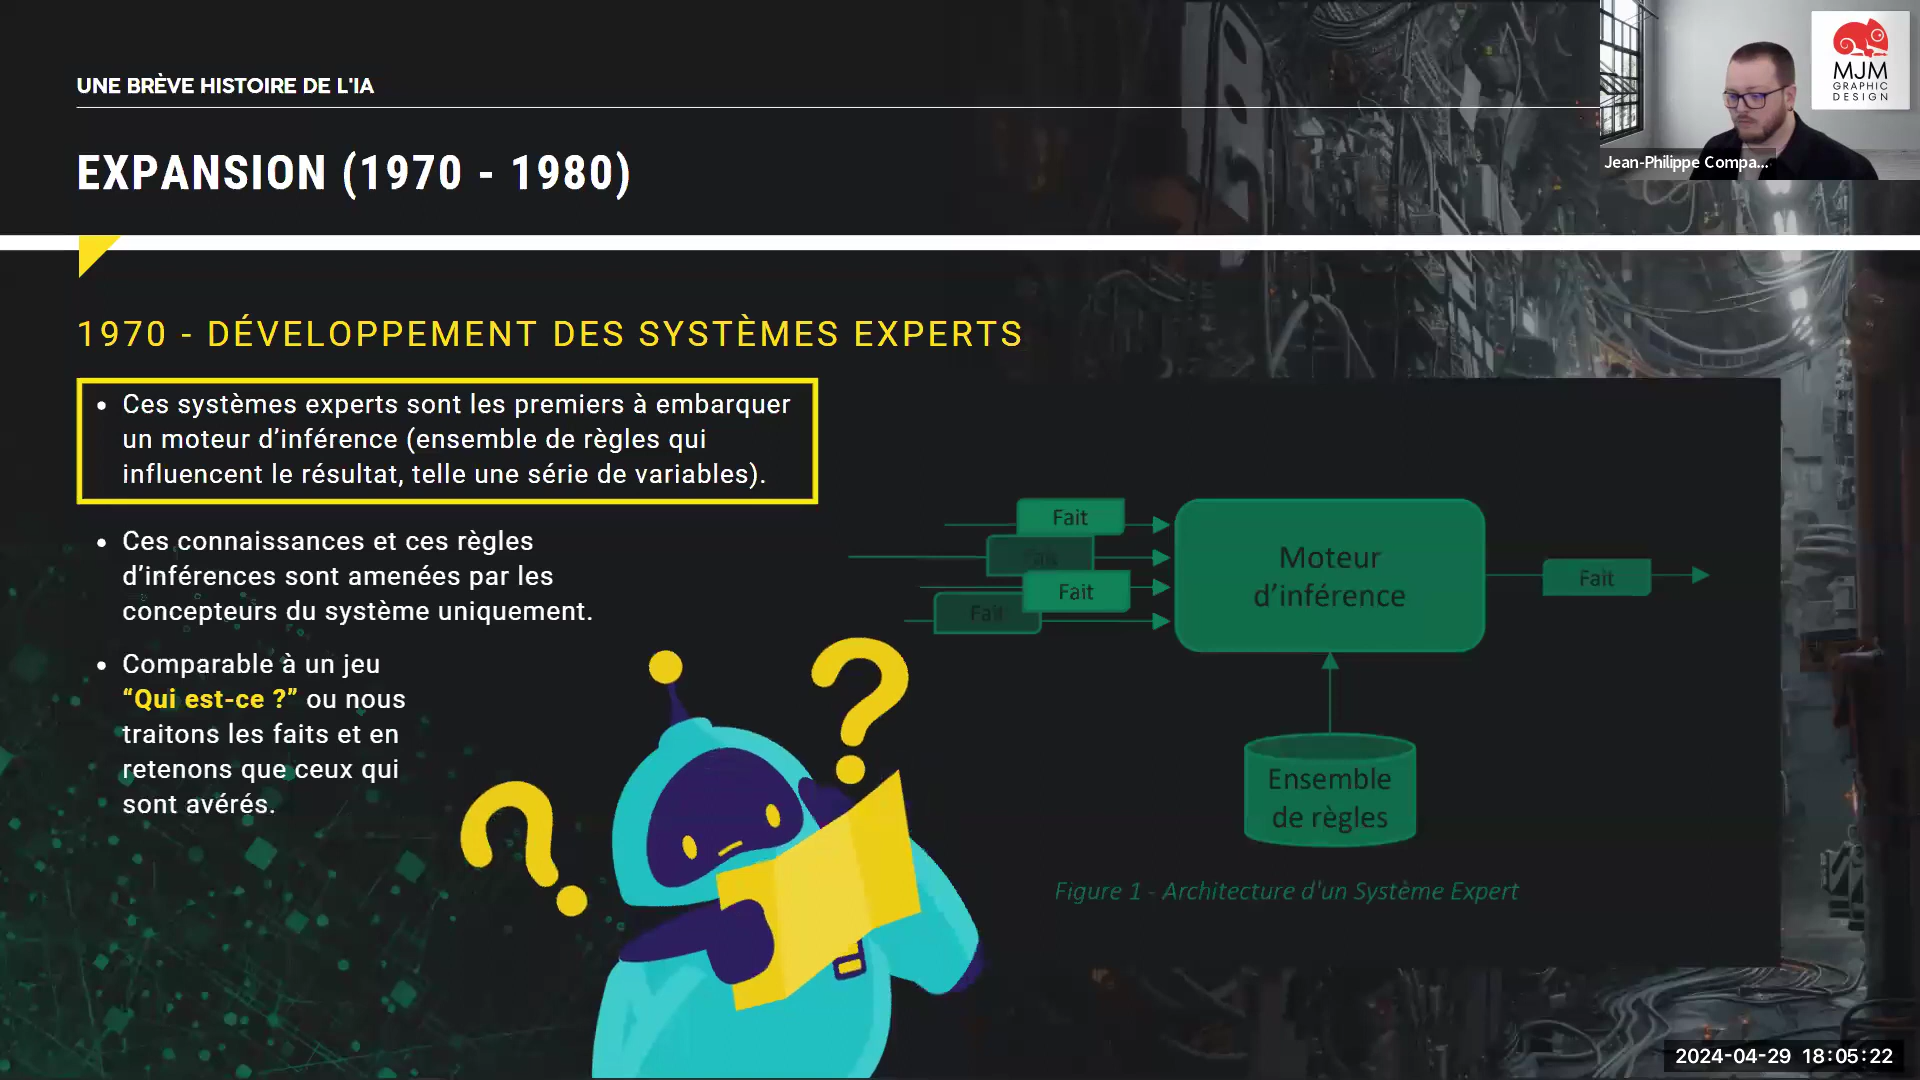 UNE BRÈVE HISTOIRE DE L'IA
EXPANSION (1970 - 1980)
MJM
GRAPHIC
DESIGN
Jean-Philippe Compa...
1970 - DÉVELOPPEMENT DES SYSTÈMES EXPERTS
• Ces systèmes experts sont les premiers à embarquer
un moteur d’inférence (ensemble de règles qui
influencent le résultat, telle une série de variables).
• Ces connaissances et ces règles
d’inférences sont amenées par les
concepteurs du système uniquement.
• Comparable à un jeu
“Qui est-ce ?” ou nous
traitons les faits et en
retenons que ceux qui
sont avérés.
Fait
Fait
Fait
Fait
Moteur
d’inférence
Fait
Ensemble
de règles
Figure 1 - Architecture d'un Système Expert
2024-04-29 18:05:22